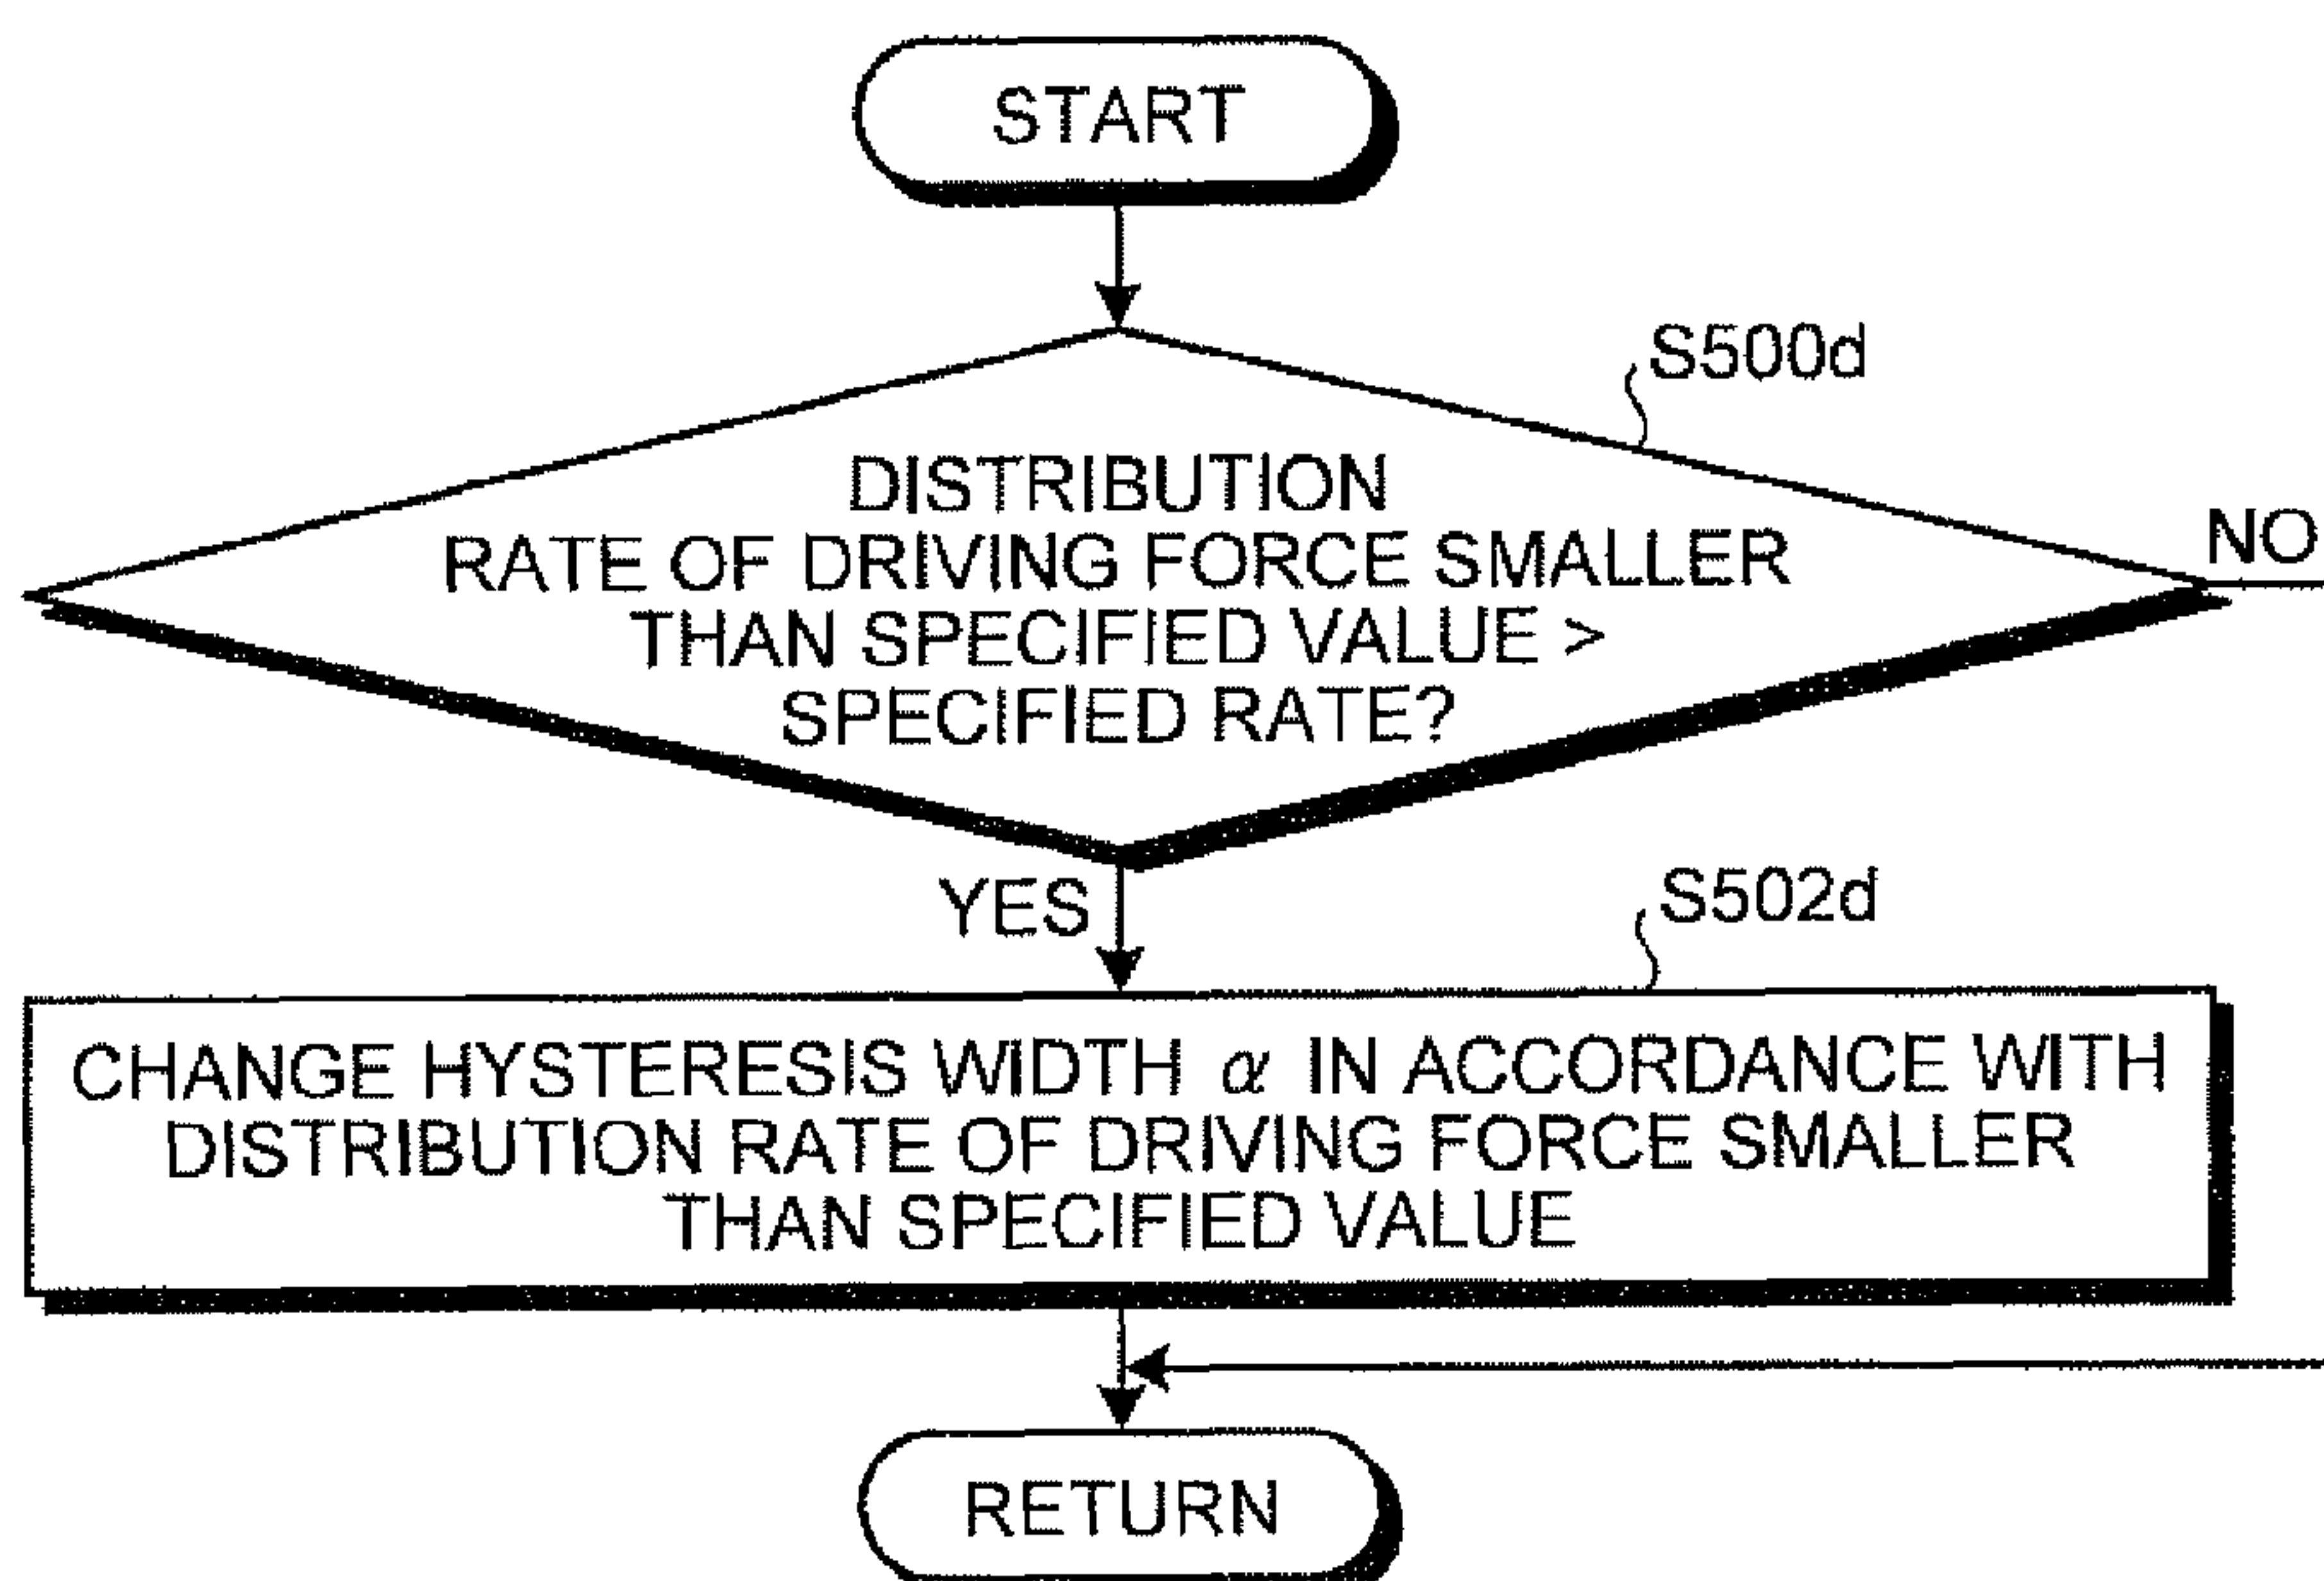 START
S500d
DISTRIBUTION
RATE OF DRIVING FORCE SMALLER
THAN SPECIFIED VALUE >
SPECIFIED RATE?
NO
YES
S502d
CHANGE HYSTERESIS WIDTH α IN ACCORDANCE WITH
DISTRIBUTION RATE OF DRIVING FORCE SMALLER
THAN SPECIFIED VALUE
RETURN